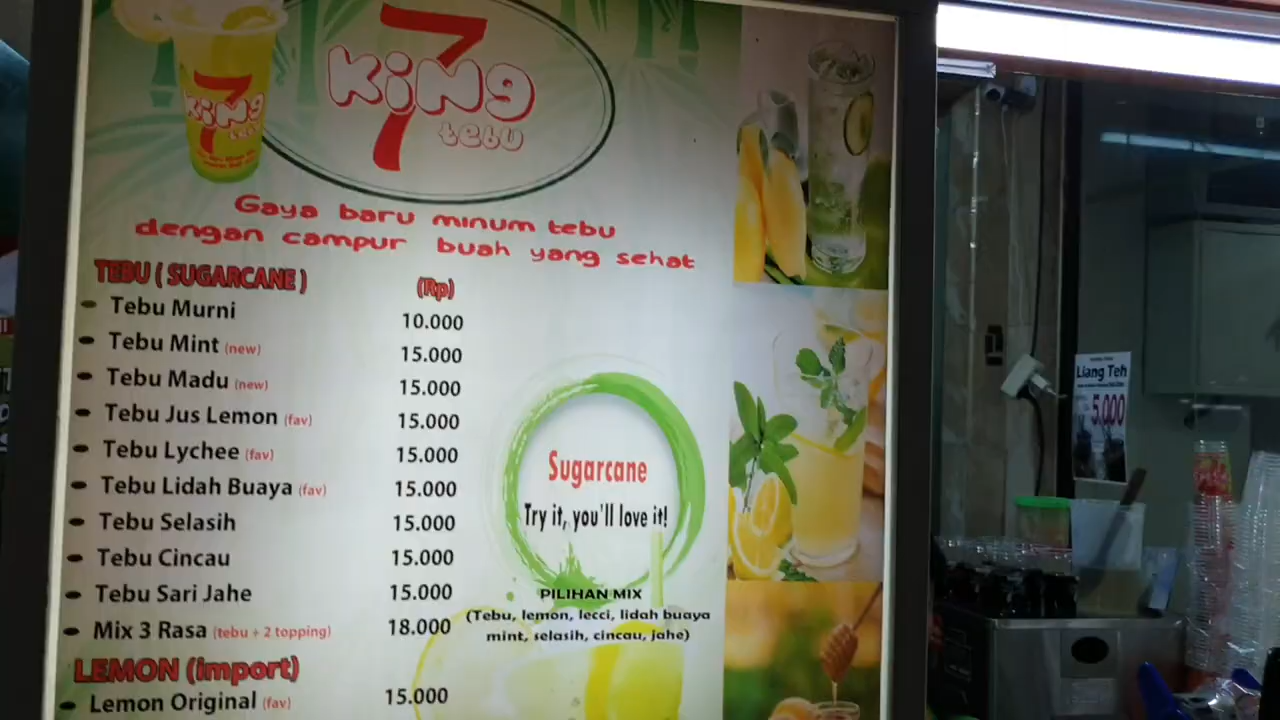 7
KiNG
tebu
7
KiNG
Gaya baru minum tebu
dengan campur buah yang sehat
TEBU ( SUGARCANE ) (Rp)
Tebu Murni 10.000
Tebu Mint (new) 15.000
Tebu Madu (new) 15.000
Tebu Jus Lemon (fav) 15.000
Tebu Lychee (fav) 15.000
Tebu Lidah Buaya (fav) 15.000
Tebu Selasih 15.000
Tebu Cincau 15.000
Tebu Sari Jahe 15.000
Mix 3 Rasa (tebu + 2 topping) 18.000
LEMON (import)
Lemon Original (fav) 15.000
Sugarcane
Try it, you'll love it!
PILIHAN MIX
(Tebu, lemon, lecci, lidah buaya
mint, selasih, cincau, jahe)
Liang Teh
5.000